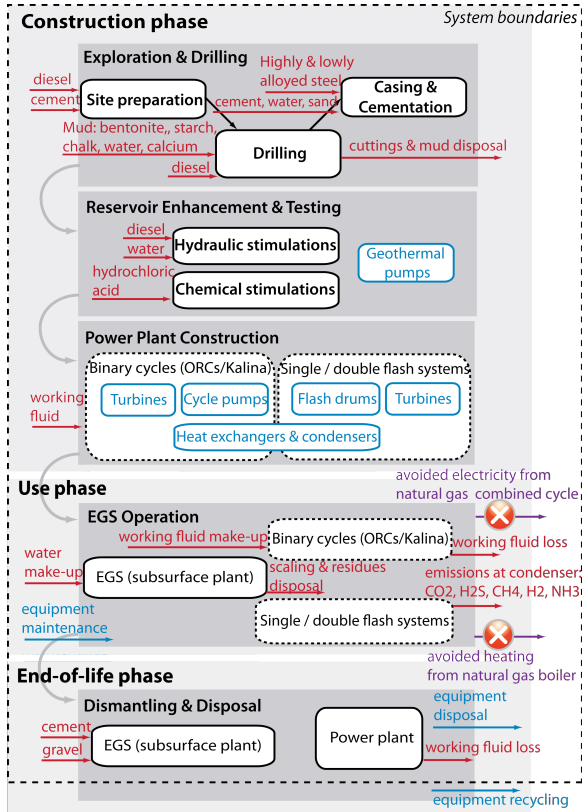 System boundaries
Construction phase
Exploration & Drilling
diesel
cement
Site preparation
Highly & lowly
alloyed steel
cement, water, sand
Casing &
Cementation
Mud: bentonite,, starch,
chalk, water, calcium
diesel
Drilling
cuttings & mud disposal
Reservoir Enhancement & Testing
diesel
water
Hydraulic stimulations
hydrochloric
acid
Chemical stimulations
Geothermal
pumps
Power Plant Construction
Binary cycles (ORCs/Kalina)
Single / double flash systems
Turbines
Cycle pumps
Flash drums
Turbines
working
fluid
Heat exchangers & condensers
avoided electricity from
natural gas combined cycle
Use phase
EGS Operation
working fluid make-up
Binary cycles (ORCs/Kalina)
working fluid loss
water
make-up
EGS (subsurface plant)
scaling & residues
disposal
emissions at condenser:
CO2, H2S, CH4, H2, NH3
equipment
maintenance
Single / double flash systems
avoided heating
from natural gas boiler
End-of-life phase
Dismantling & Disposal
equipment
disposal
cement
gravel
EGS (subsurface plant)
Power plant
working fluid loss
equipment recycling